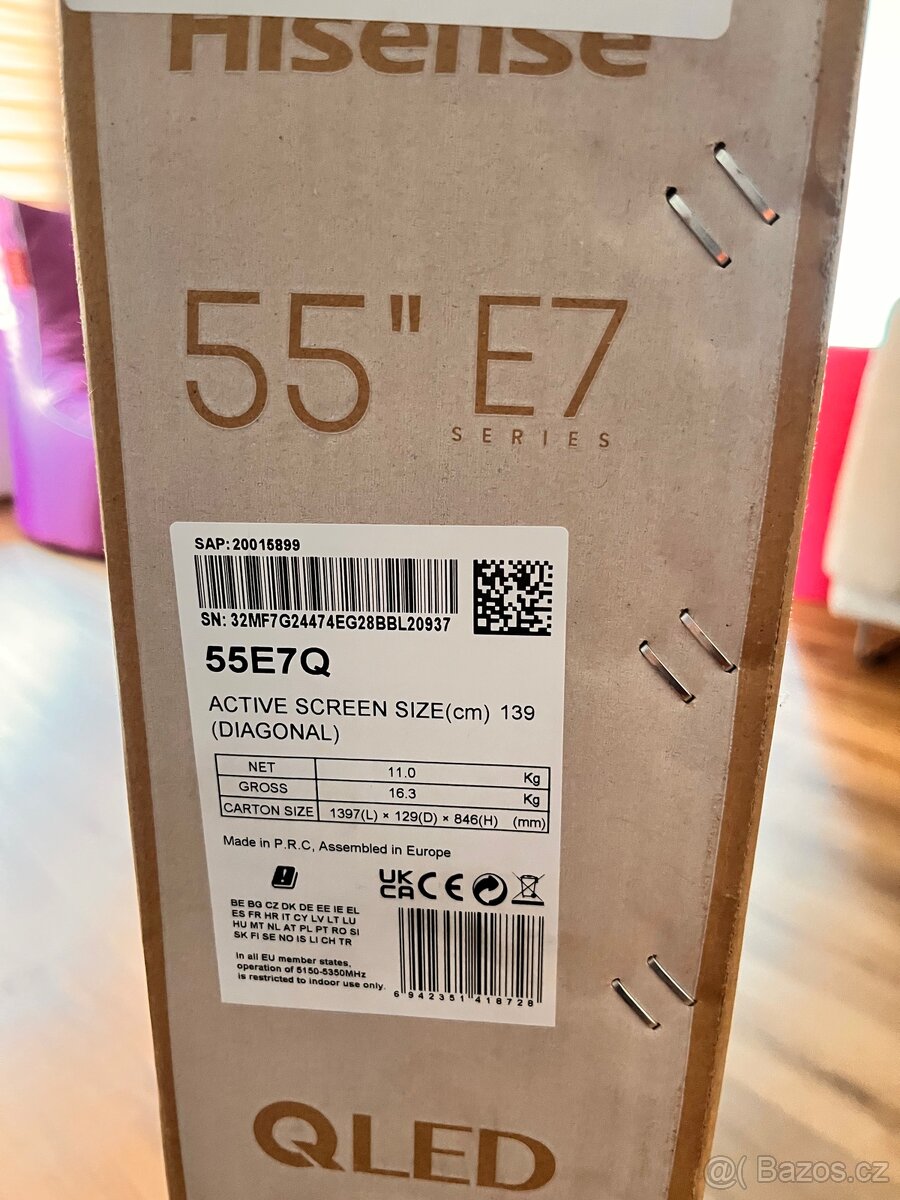 Hisense
55" E7
SERIES
SAP:20015899
SN: 32MF7G24474EG28BBL20937
55E7Q
ACTIVE SCREEN SIZE(cm) 139
(DIAGONAL)
NET 11.0 Kg
GROSS 16.3 Kg
CARTON SIZE 1397(L) × 129(D) × 846(H) (mm)
Made in P.R.C, Assembled in Europe
UK
CA CE
BE BG CZ DK DE EE IE EL
ES FR HR IT CY LV LT LU
HU MT NL AT PL PT RO SI
SK FI SE NO IS LI CH TR
In all EU member states,
operation of 5150-5350MHz
is restricted to indoor use only.
6 942351 418728
QLED
@( Bazos.cz